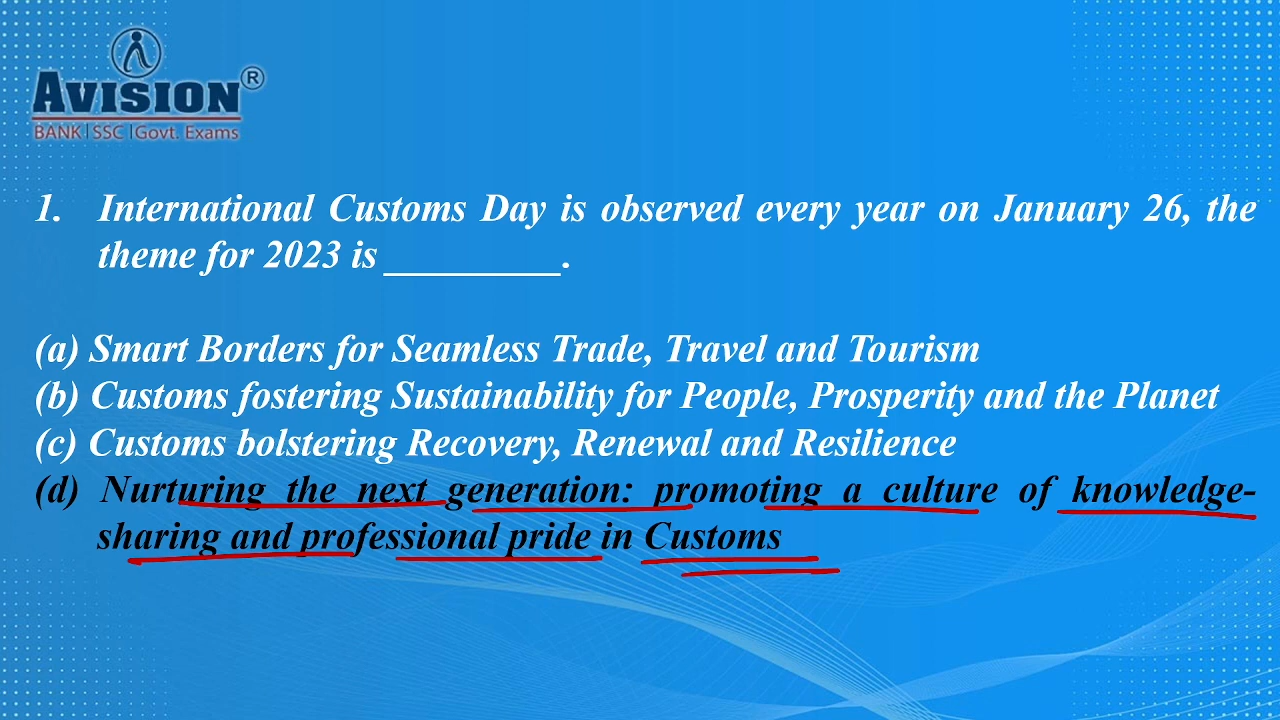 AVISION®
BANK|SSC|Govt. Exams
1. International Customs Day is observed every year on January 26, the
theme for 2023 is _________.
(a) Smart Borders for Seamless Trade, Travel and Tourism
(b) Customs fostering Sustainability for People, Prosperity and the Planet
(c) Customs bolstering Recovery, Renewal and Resilience
(d) Nurturing the next generation: promoting a culture of knowledge-
sharing and professional pride in Customs